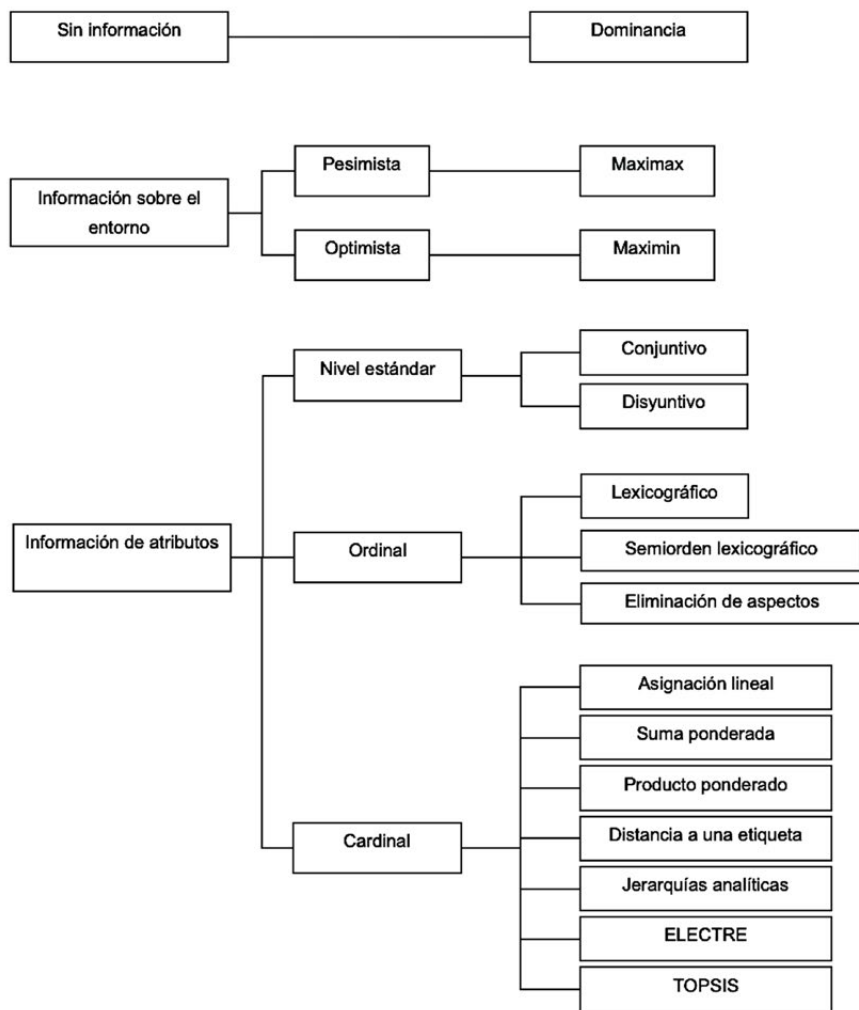 Sin información
Dominancia
Información sobre el
entorno
Pesimista
Maximax
Optimista
Maximin
Información de atributos
Nivel estándar
Conjuntivo
Disyuntivo
Ordinal
Lexicográfico
Semiorden lexicográfico
Eliminación de aspectos
Cardinal
Asignación lineal
Suma ponderada
Producto ponderado
Distancia a una etiqueta
Jerarquías analíticas
ELECTRE
TOPSIS